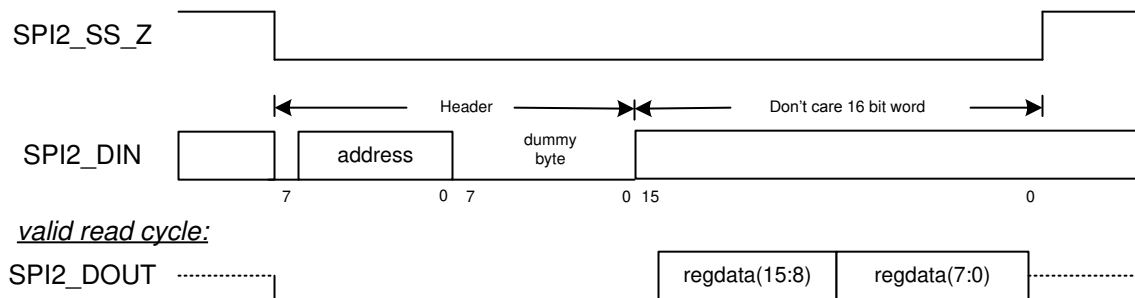 SPI2_SS_Z
Header
Don't care 16 bit word
SPI2_DIN
address
dummy
byte
7
0
7
0
15
0
valid read cycle:
SPI2_DOUT
regdata(15:8)
regdata(7:0)